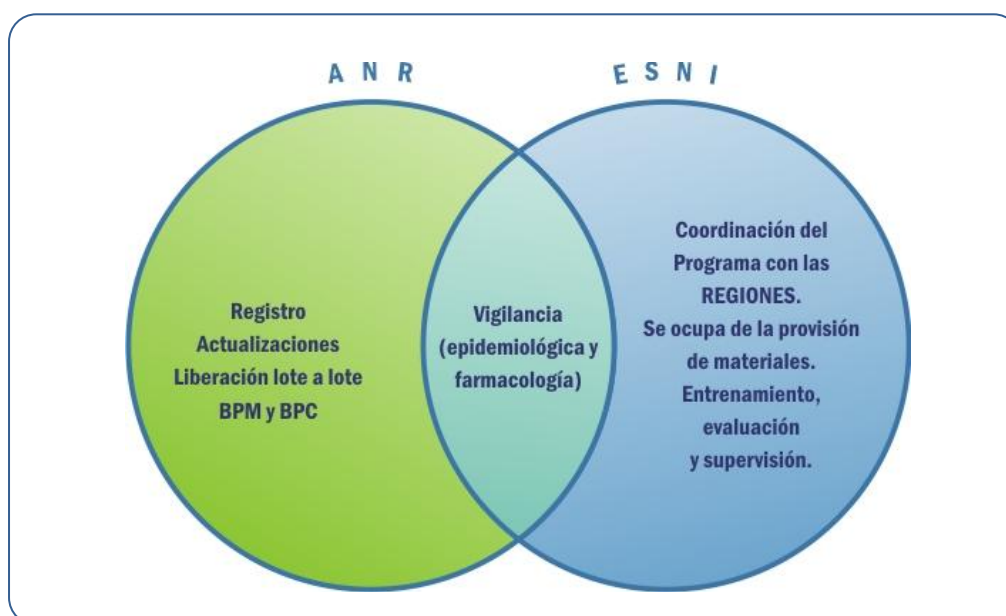 A N R
E S N I
Registro
Actualizaciones
Liberación lote a lote
BPM y BPC
Vigilancia
(epidemiológica y
farmacología)
Coordinación del
Programa con las
REGIONES.
Se ocupa de la provisión
de materiales.
Entrenamiento,
evaluación
y supervisión.